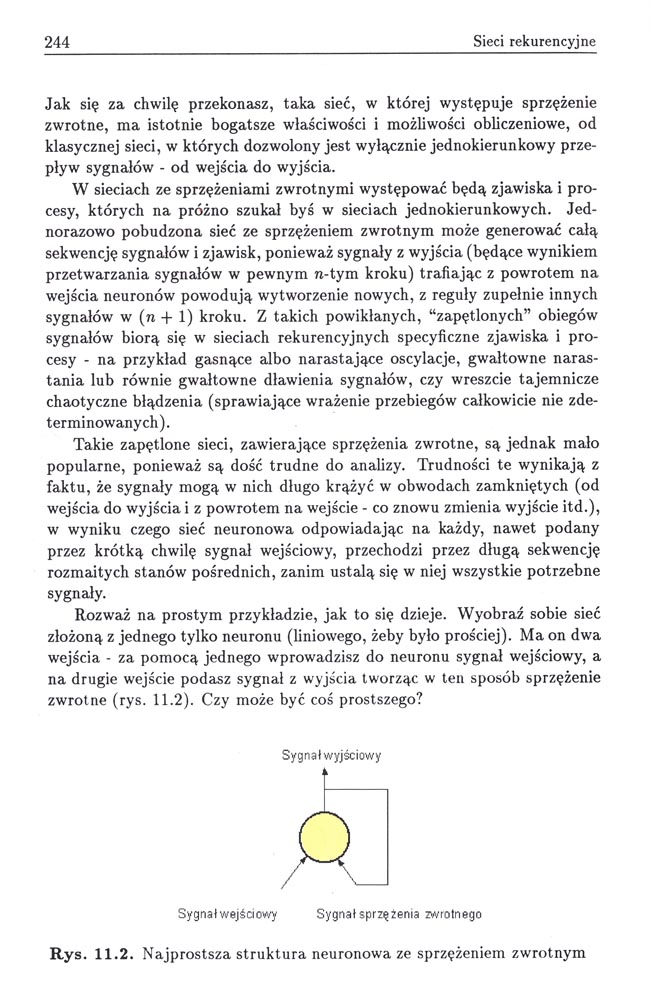 244 Sieci rekurencyjne
Jak się za chwilę przekonasz, taka sieć, w której występuje sprzężenie
zwrotne, ma istotnie bogatsze właściwości i możliwości obliczeniowe, od
klasycznej sieci, w których dozwolony jest wyłącznie jednokierunkowy prze-
pływ sygnałów - od wejścia do wyjścia.
W sieciach ze sprzężeniami zwrotnymi występować będą zjawiska i pro-
cesy, których na próżno szukał byś w sieciach jednokierunkowych. Jed-
norazowo pobudzona sieć ze sprzężeniem zwrotnym może generować całą
sekwencję sygnałów i zjawisk, ponieważ sygnały z wyjścia (będące wynikiem
przetwarzania sygnałów w pewnym n-tym kroku) trafiając z powrotem na
wejścia neuronów powodują wytworzenie nowych, z reguły zupełnie innych
sygnałów w (n + 1) kroku. Z takich powikłanych, “zapętlonych” obiegów
sygnałów biorą się w sieciach rekurencyjnych specyficzne zjawiska i pro-
cesy - na przykład gasnące albo narastające oscylacje, gwałtowne naras-
tania lub równie gwałtowne dławienia sygnałów, czy wreszcie tajemnicze
chaotyczne błądzenia (sprawiające wrażenie przebiegów całkowicie nie zde-
terminowanych).
Takie zapętlone sieci, zawierające sprzężenia zwrotne, są jednak mało
popularne, ponieważ są dość trudne do analizy. Trudności te wynikają z
faktu, że sygnały mogą w nich długo krążyć w obwodach zamkniętych (od
wejścia do wyjścia i z powrotem na wejście - co znowu zmienia wyjście itd.),
w wyniku czego sieć neuronowa odpowiadając na każdy, nawet podany
przez krótką chwilę sygnał wejściowy, przechodzi przez długą sekwencję
rozmaitych stanów pośrednich, zanim ustalą się w niej wszystkie potrzebne
sygnały.
Rozważ na prostym przykładzie, jak to się dzieje. Wyobraź sobie sieć
złożoną z jednego tylko neuronu (liniowego, żeby było prościej). Ma on dwa
wejścia - za pomocą jednego wprowadzisz do neuronu sygnał wejściowy, a
na drugie wejście podasz sygnał z wyjścia tworząc w ten sposób sprzężenie
zwrotne (rys. 11.2). Czy może być coś prostszego?
Sygnał wyjściowy
Sygnał wejściowy Sygnał sprzężenia zwrotnego
Rys. 11.2. Najprostsza struktura neuronowa ze sprzężeniem zwrotnym